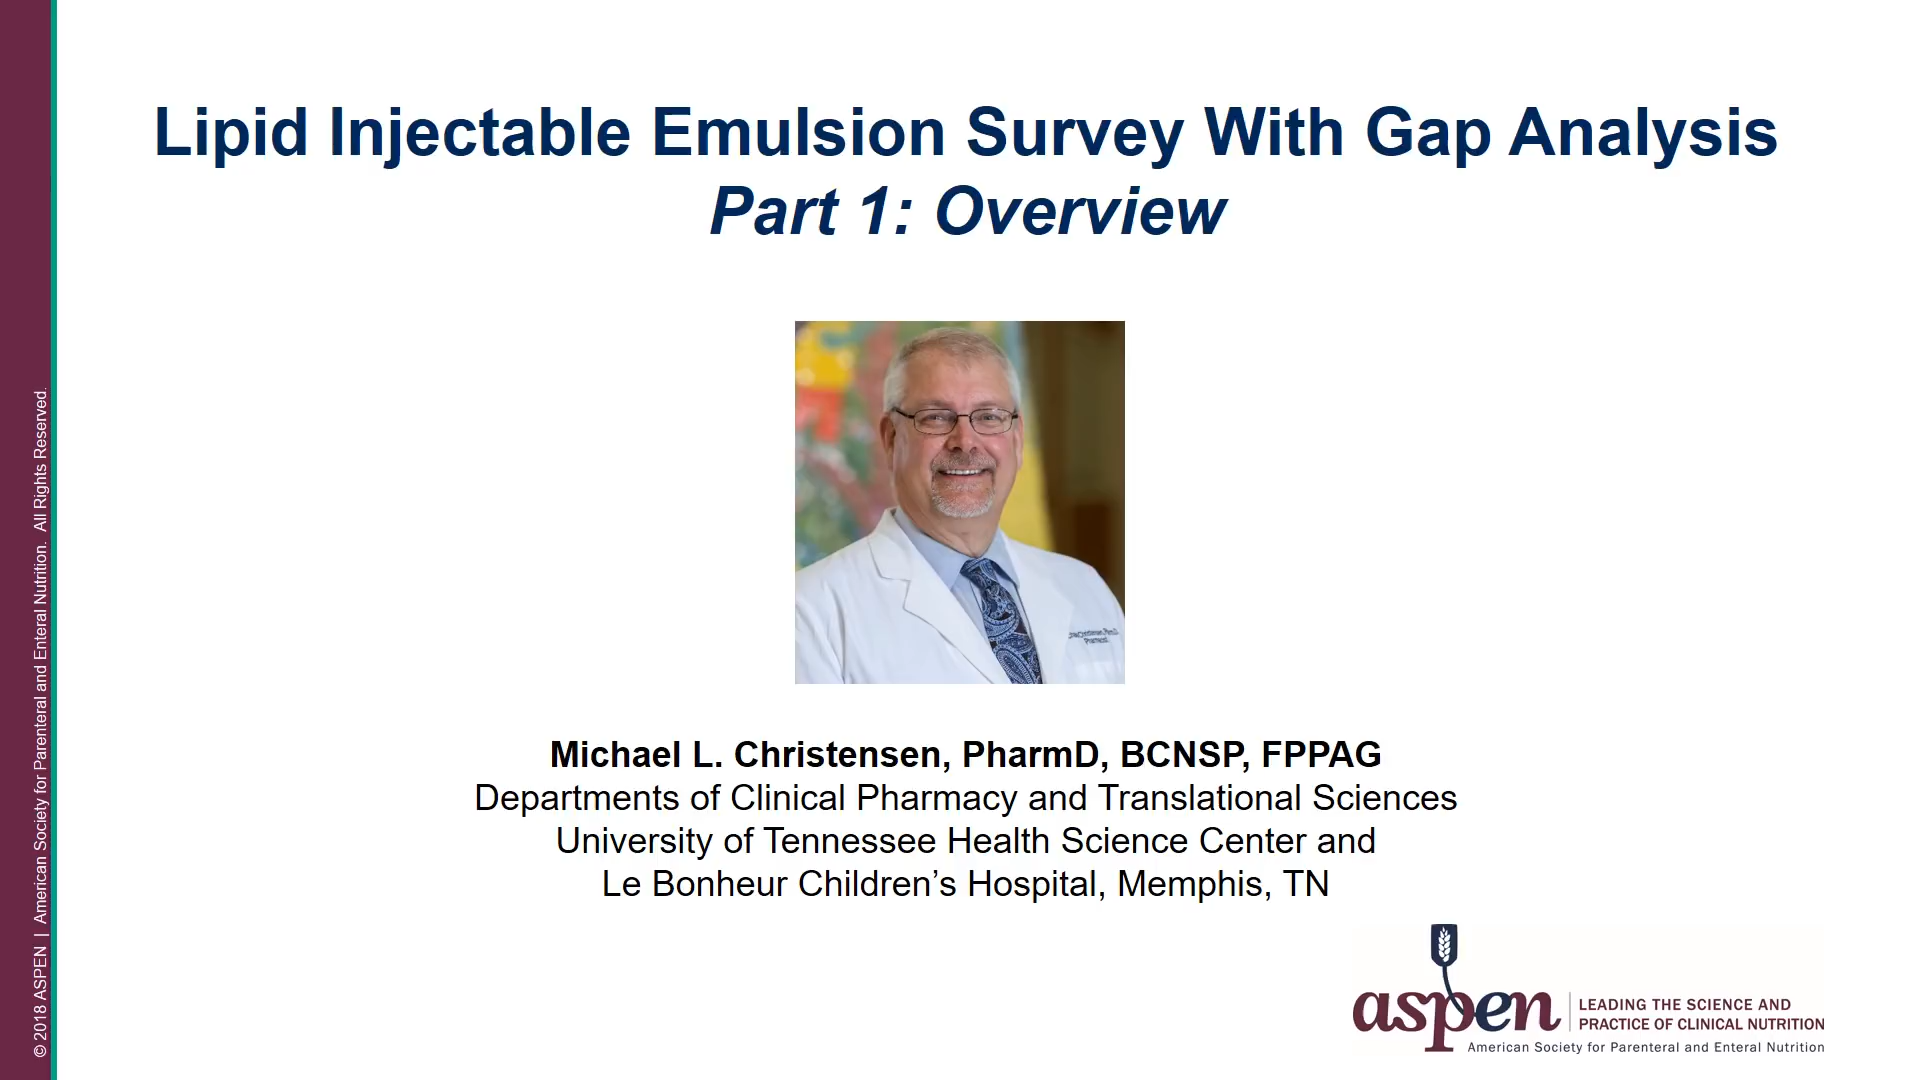 Lipid Injectable Emulsion Survey With Gap Analysis
Part 1: Overview
Michael L. Christensen, PharmD, BCNSP, FPPAG
Departments of Clinical Pharmacy and Translational Sciences
University of Tennessee Health Science Center and
Le Bonheur Children’s Hospital, Memphis, TN
© 2018 ASPEN | American Society for Parenteral and Enteral Nutrition. All Rights Reserved.
aspen
LEADING THE SCIENCE AND
PRACTICE OF CLINICAL NUTRITION
American Society for Parenteral and Enteral Nutrition